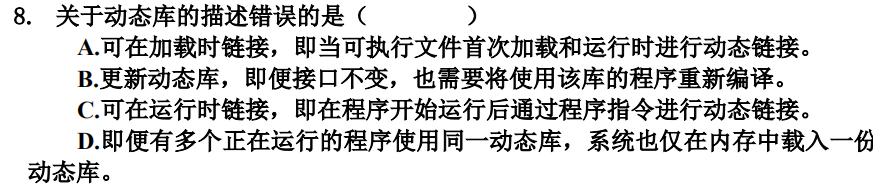 8. 关于动态库的描述错误的是（ ）
A.可在加载时链接，即当可执行文件首次加载和运行时进行动态链接。
B.更新动态库，即便接口不变，也需要将使用该库的程序重新编译。
C.可在运行时链接，即在程序开始运行后通过程序指令进行动态链接。
D.即便有多个正在运行的程序使用同一动态库，系统也仅在内存中载入一份
动态库。